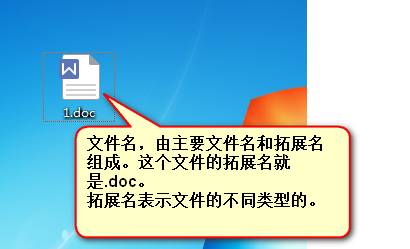 1.doc
文件名，由主要文件名和拓展名
组成。这个文件的拓展名就
是.doc。
拓展名表示文件的不同类型的。